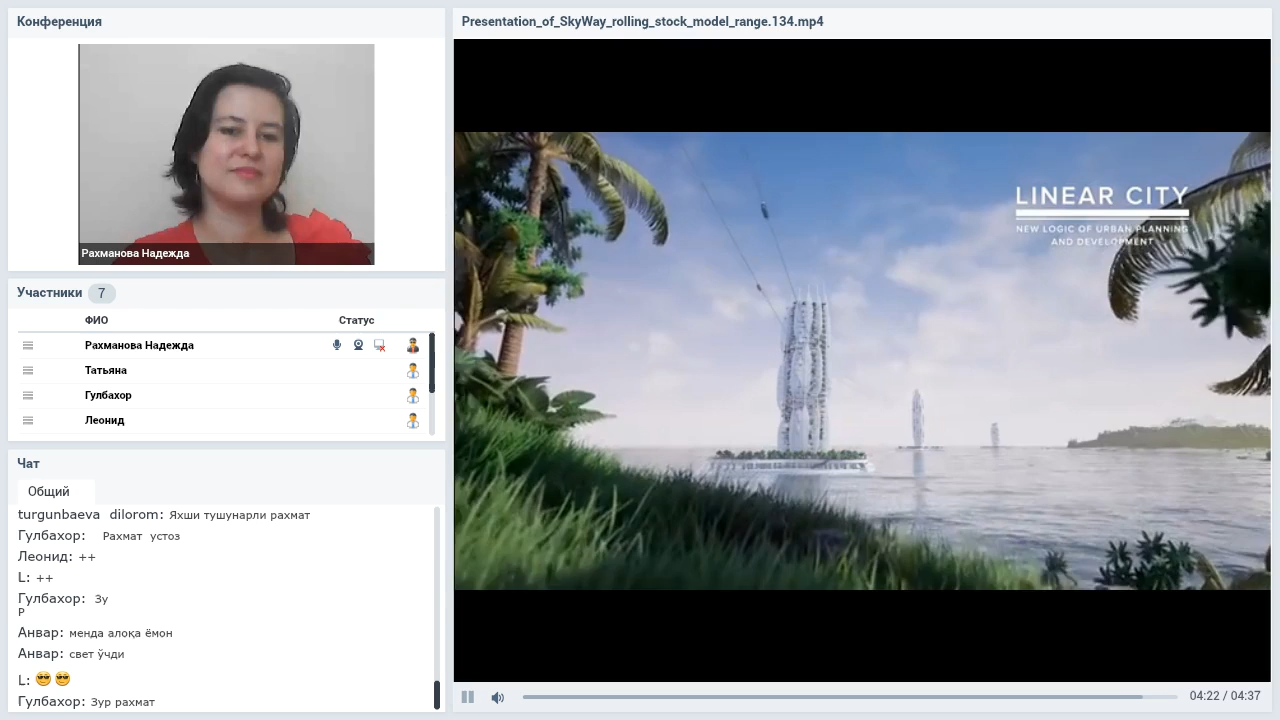 Конференция
Рахманова Надежда
Участники 7
ФИО Статус
Рахманова Надежда
Татьяна
Гулбахор
Леонид
Чат
Общий
turgunbaeva dilorom: Яхши тушунарли рахмат
Гулбахор: Рахмат устоз
Леонид: ++
L: ++
Гулбахор: Зу
Р
Анвар: менда алоқа ёмон
Анвар: свет ўчди
L: 😎 😎
Гулбахор: Зур рахмат
Presentation_of_SkyWay_rolling_stock_model_range.134.mp4
LINEAR CITY
NEW LOGIC OF URBAN PLANNING
AND DEVELOPMENT
04:22 / 04:37